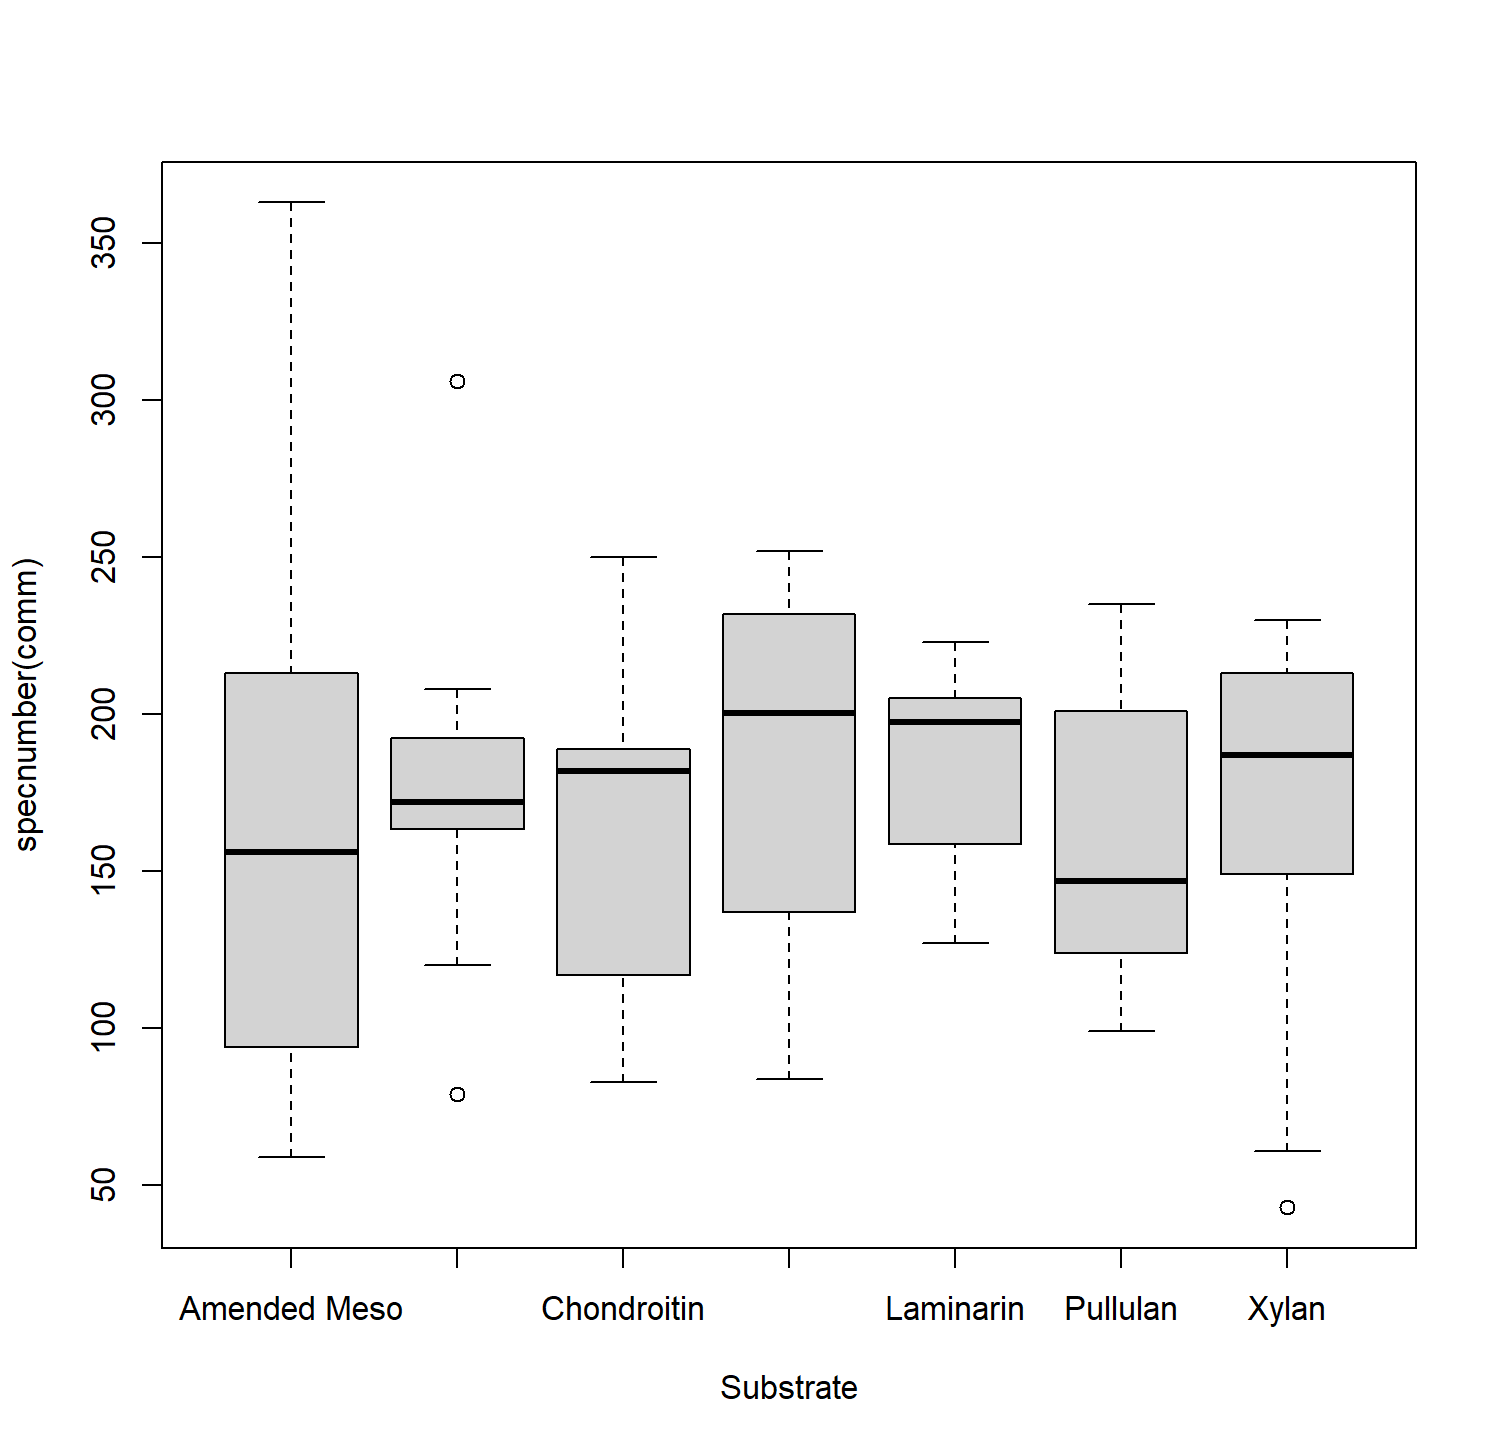 350
300
250
200
150
100
50
specnumber(comm)
Amended Meso Chondroitin Laminarin Pullulan Xylan
Substrate